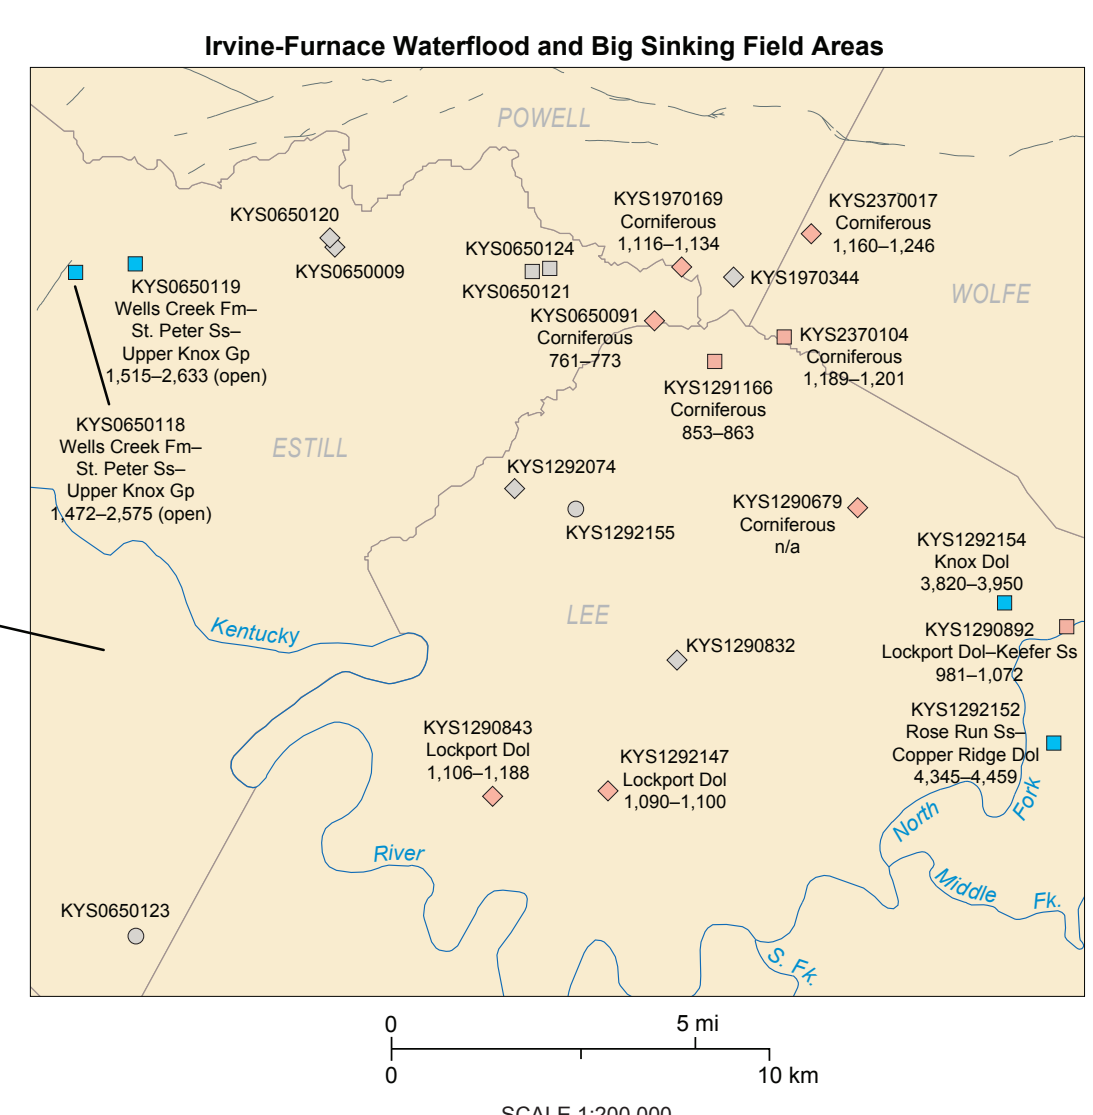 Irvine-Furnace Waterflood and Big Sinking Field Areas
POWELL
KYS0650120
KYS0650009
KYS0650124
KYS0650121
KYS1970169
Corniferous
1,116–1,134
KYS2370017
Corniferous
1,160–1,246
KYS1970344
WOLFE
KYS0650119
Wells Creek Fm–
St. Peter Ss–
Upper Knox Gp
1,515–2,633 (open)
KYS0650091
Corniferous
761–773
KYS2370104
Corniferous
1,189–1,201
KYS1291166
Corniferous
853–863
KYS0650118
Wells Creek Fm–
St. Peter Ss–
Upper Knox Gp
1,472–2,575 (open)
ESTILL
KYS1292074
KYS1292155
KYS1290679
Corniferous
n/a
KYS1292154
Knox Dol
3,820–3,950
LEE
Kentucky
KYS1290832
KYS1290892
Lockport Dol–Keefer Ss
981–1,072
KYS1292152
Rose Run Ss–
Copper Ridge Dol
4,345–4,459
KYS1290843
Lockport Dol
1,106–1,188
KYS1292147
Lockport Dol
1,090–1,100
River
North
Fork
Middle
Fk.
S. Fk.
KYS0650123
0 5 mi
0 10 km
SCALE 1:200,000